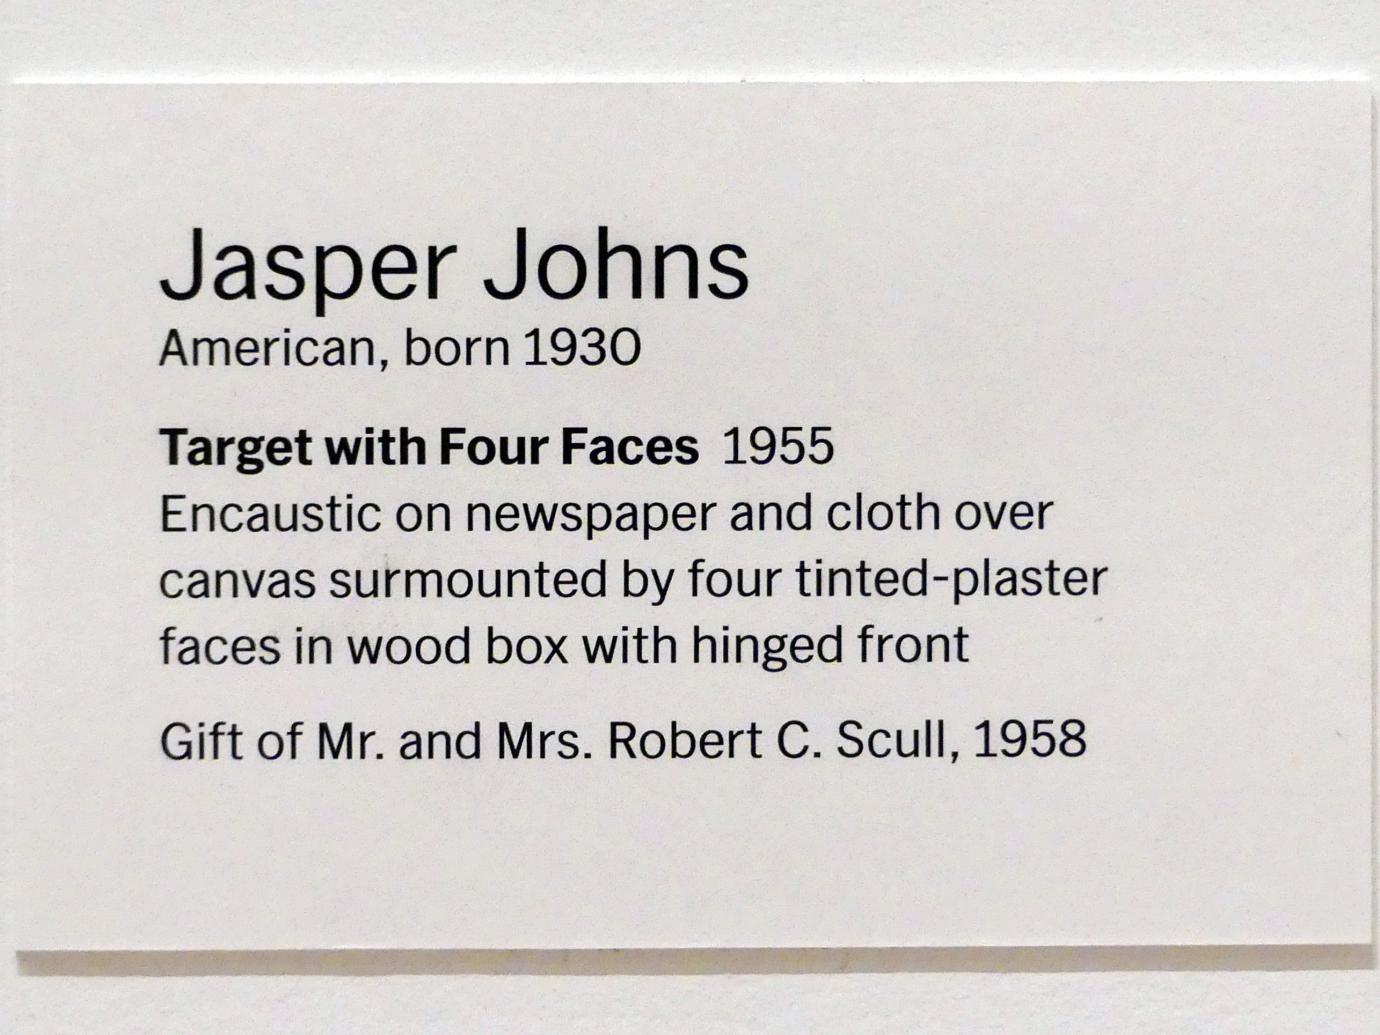 Jasper Johns
American, born 1930
Target with Four Faces 1955
Encaustic on newspaper and cloth over
canvas surmounted by four tinted-plaster
faces in wood box with hinged front
Gift of Mr. and Mrs. Robert C. Scull, 1958